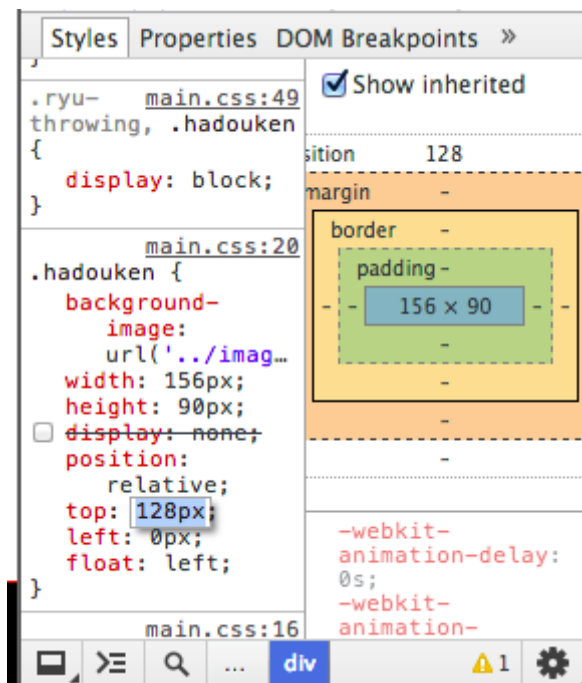 Styles Properties DOM Breakpoints »
}
.ryu- main.css:49
throwing, .hadouken
{
display: block;
}
main.css:20
.hadouken {
background-
image:
url('../imag…
width: 156px;
height: 90px;
display: none;
position:
relative;
top: 128px;
left: 0px;
float: left;
}
main.css:16
Show inherited
sition 128
margin -
border -
padding -
- - 156 × 90 - -
-
-
-
-
-webkit-
animation-delay:
0s;
-webkit-
animation-
... div 1